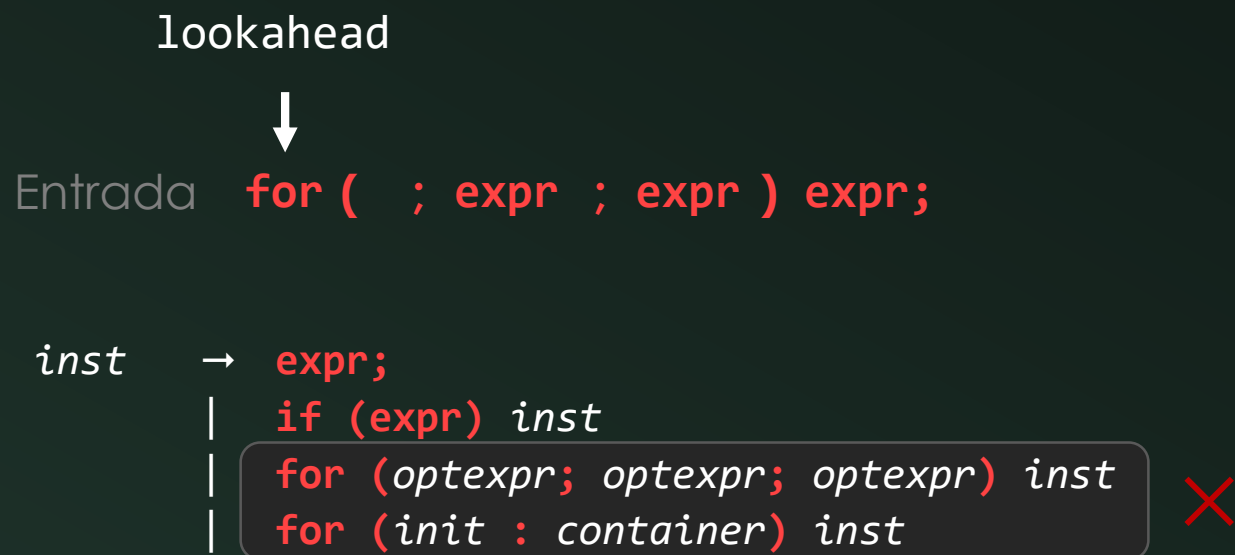 lookahead
Entrada for ( ; expr ; expr ) expr;
inst → expr;
| if (expr) inst
| for (optexpr; optexpr; optexpr) inst
| for (init : container) inst